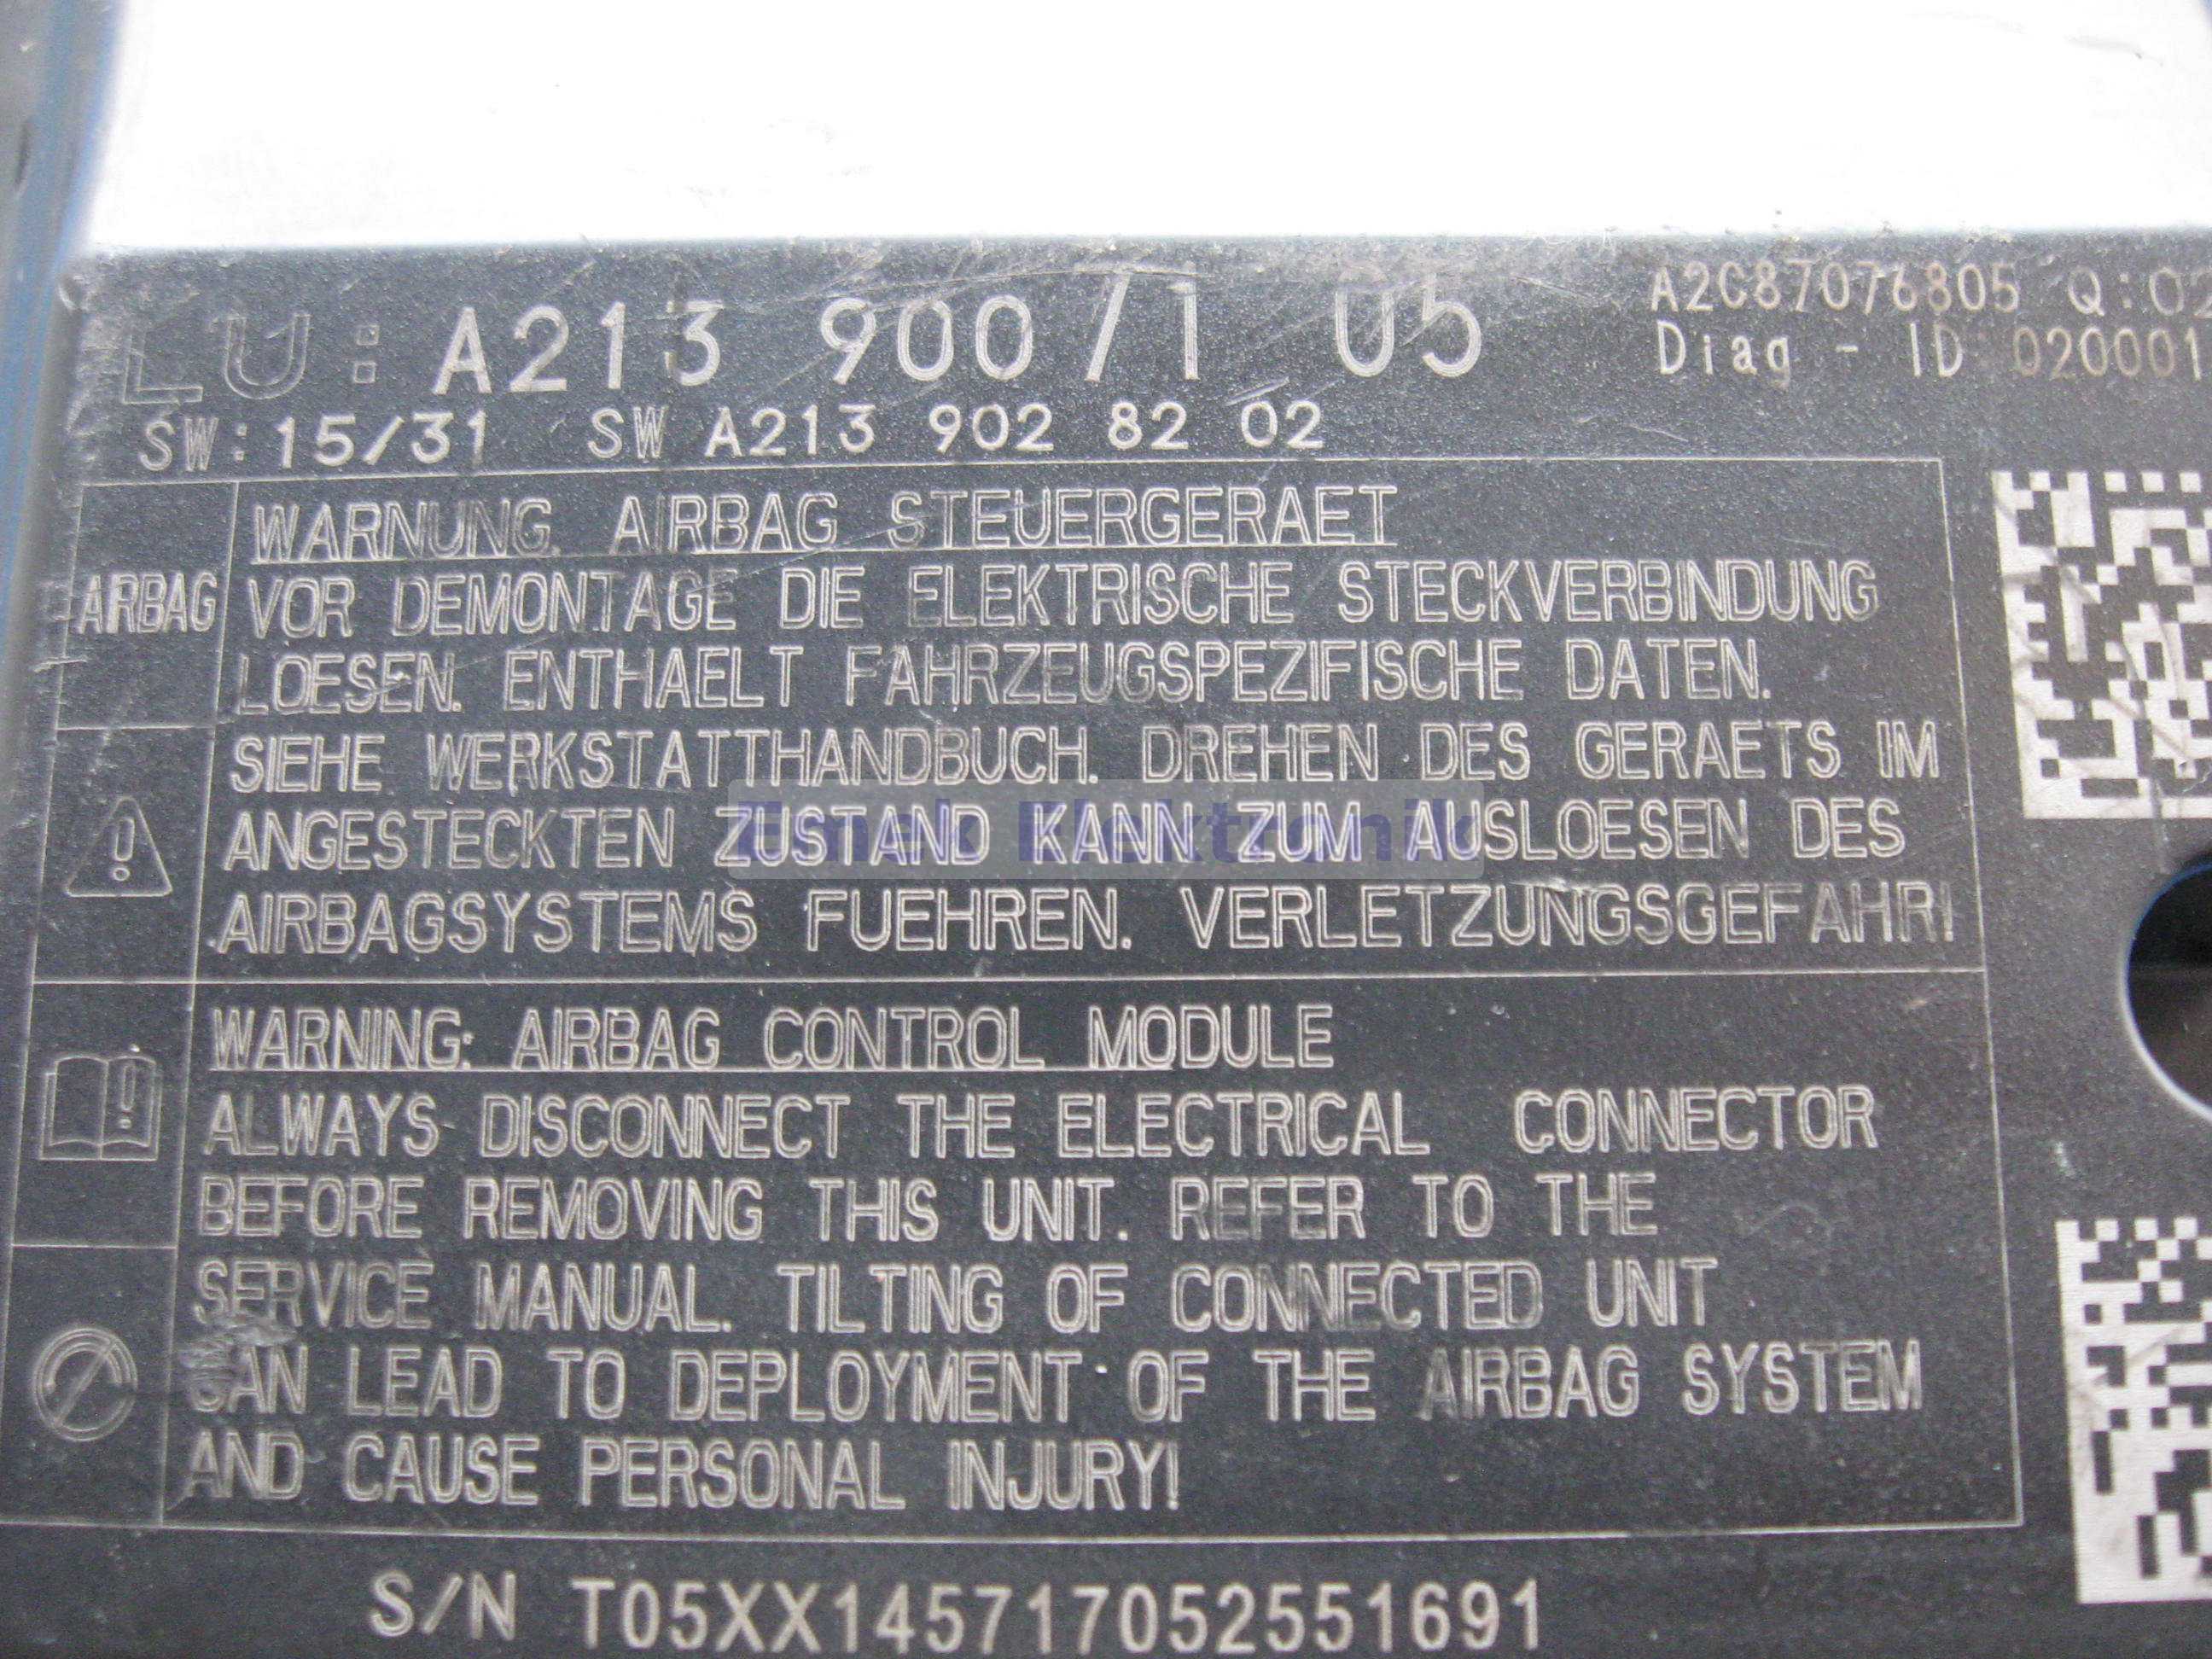 LU: A213 900 71 05
A2C87076805 Q:02
Diag - ID 020001
SW: 15/31 SW A213 902 82 02
WARNUNG. AIRBAG STEUERGERAET
AIRBAG
VOR DEMONTAGE DIE ELEKTRISCHE STECKVERBINDUNG
LOESEN. ENTHAELT FAHRZEUGSPEZIFISCHE DATEN.
SIEHE WERKSTATTHANDBUCH. DREHEN DES GERAETS IM
ANGESTECKTEN ZUSTAND KANN ZUM AUSLOESEN DES
Emek Elektronik
AIRBAGSYSTEMS FUEHREN. VERLETZUNGSGEFAHR!
WARNING: AIRBAG CONTROL MODULE
ALWAYS DISCONNECT THE ELECTRICAL CONNECTOR
BEFORE REMOVING THIS UNIT. REFER TO THE
SERVICE MANUAL. TILTING OF CONNECTED UNIT
CAN LEAD TO DEPLOYMENT OF THE AIRBAG SYSTEM
AND CAUSE PERSONAL INJURY!
S/N T05XX145717052551691